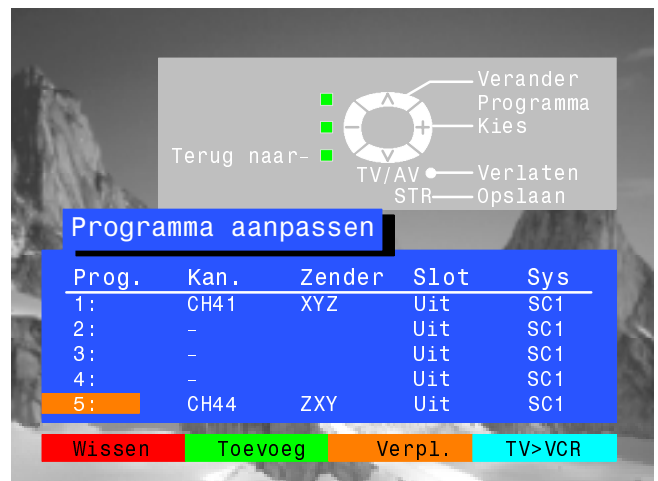 Verander
Programma
Kies
Terug naar
TV/AV Verlaten
STR Opslaan
Programma aanpassen
Prog. Kan. Zender Slot Sys
1: CH41 XYZ Uit SC1
2: – Uit SC1
3: – Uit SC1
4: – Uit SC1
5: CH44 ZXY Uit SC1
Wissen Toevoeg Verpl. TV>VCR